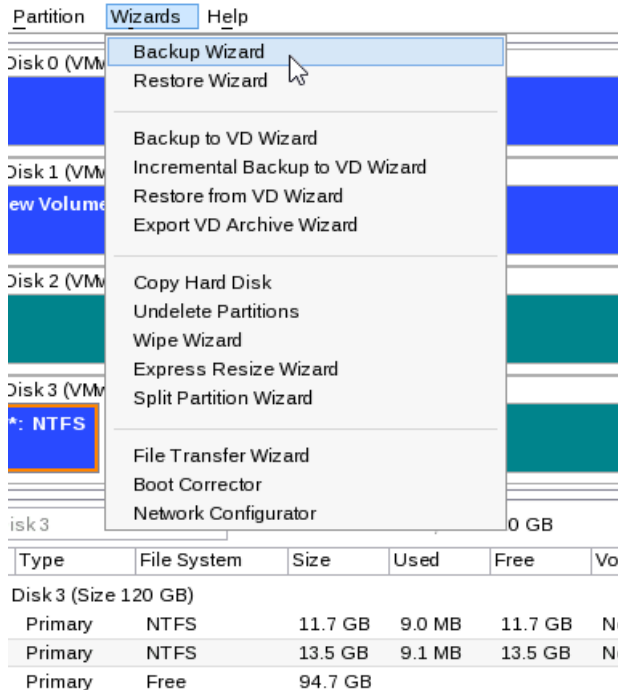 Partition Wizards Help
Disk 0 (VMw
Backup Wizard
Restore Wizard
Backup to VD Wizard
Disk 1 (VMw
Incremental Backup to VD Wizard
ew Volume
Restore from VD Wizard
Export VD Archive Wizard
Disk 2 (VMw
Copy Hard Disk
Undelete Partitions
Wipe Wizard
Express Resize Wizard
Disk 3 (VMw
Split Partition Wizard
*: NTFS
File Transfer Wizard
Boot Corrector
Network Configurator
isk 3 0 GB
Type File System Size Used Free Vo
Disk 3 (Size 120 GB)
Primary NTFS 11.7 GB 9.0 MB 11.7 GB
Primary NTFS 13.5 GB 9.1 MB 13.5 GB
Primary Free 94.7 GB